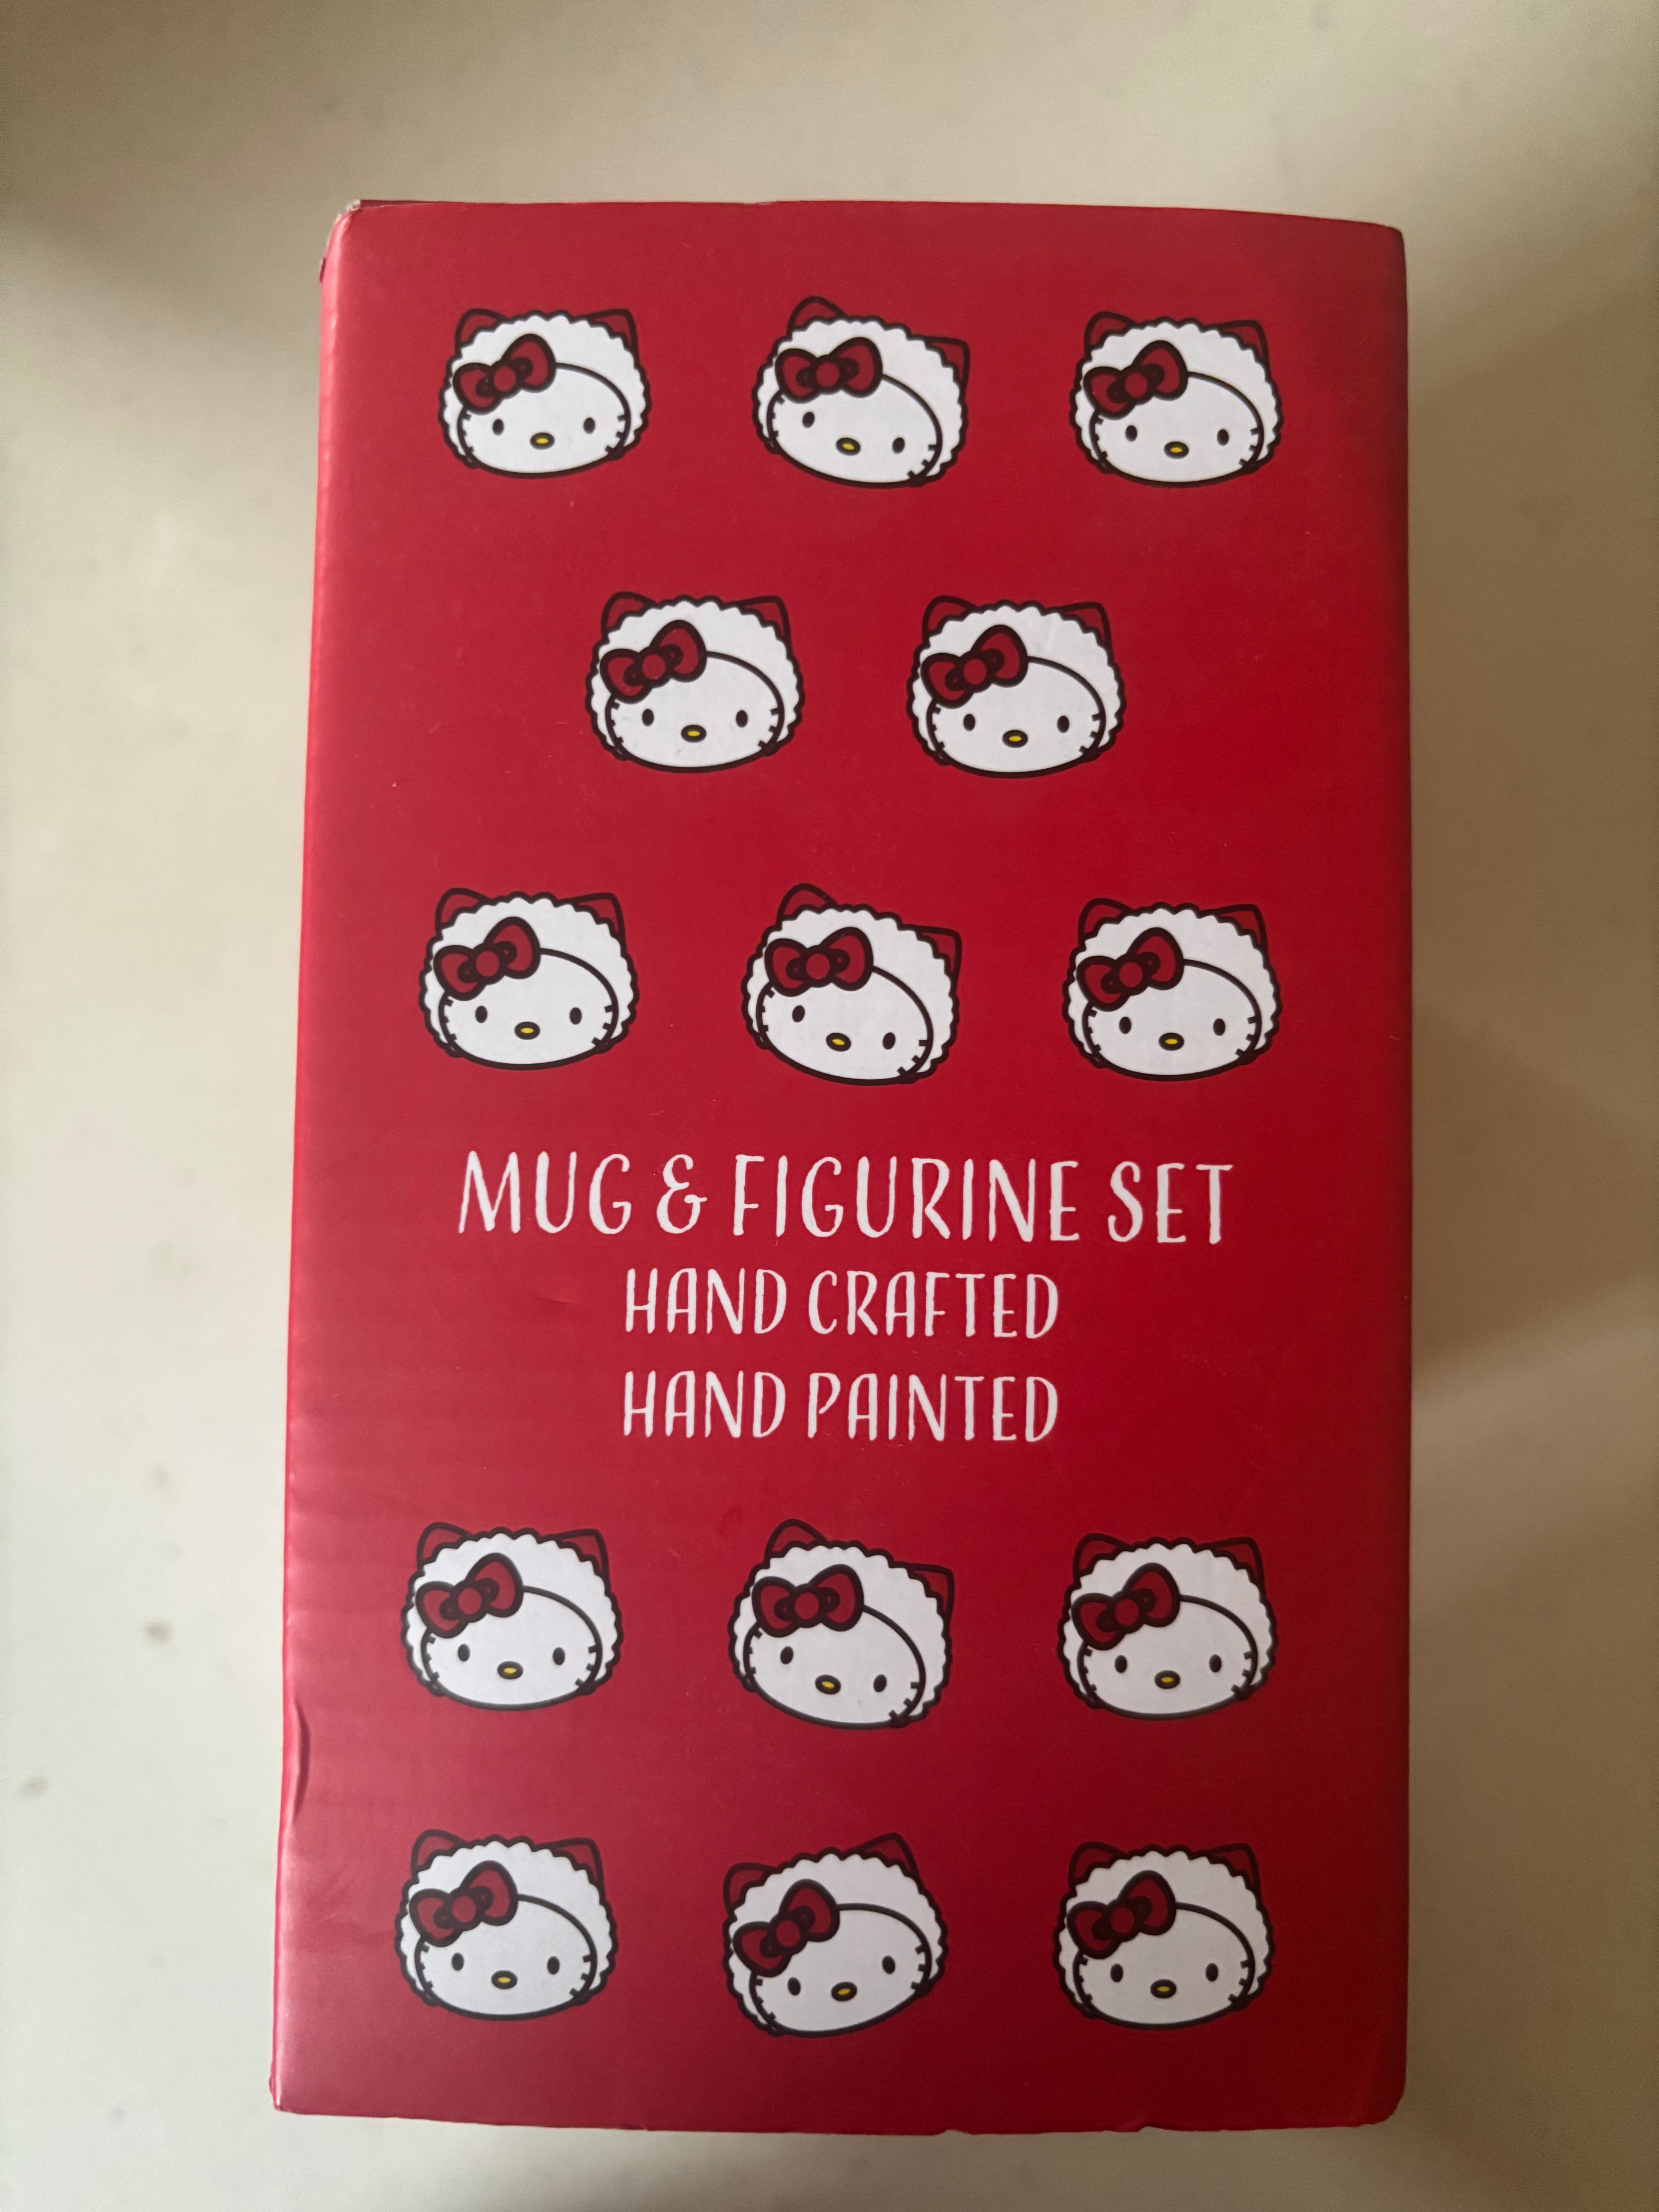 MUG & FIGURINE SET
HAND CRAFTED
HAND PAINTED